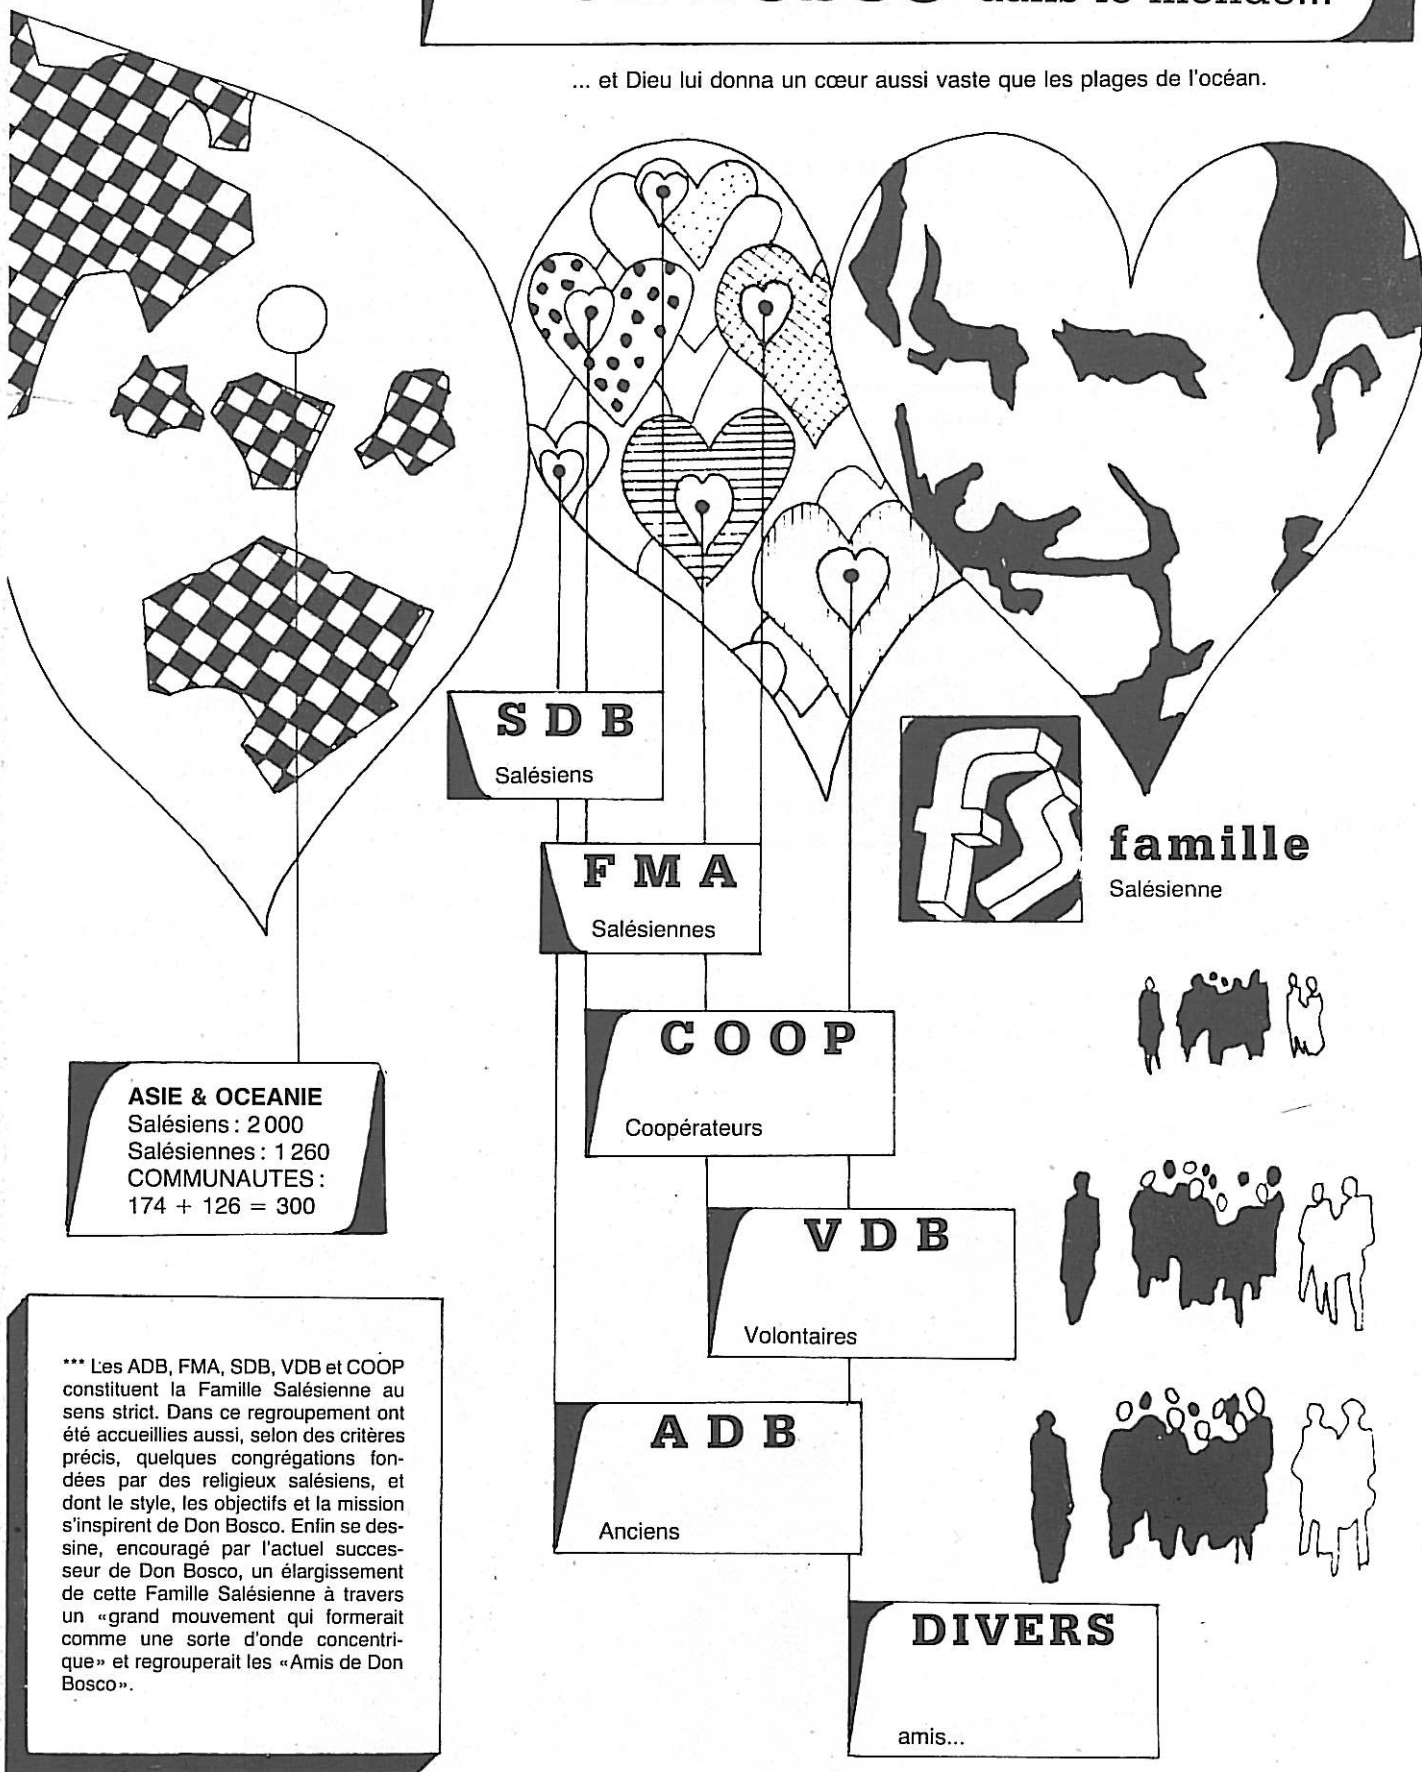 dans le monde...
... et Dieu lui donna un cœur aussi vaste que les plages de l'océan.
S D B
Salésiens
fs
famille
Salésienne
F M A
Salésiennes
C O O P
Coopérateurs
ASIE & OCEANIE
Salésiens : 2 000
Salésiennes : 1 260
COMMUNAUTES :
174 + 126 = 300
V D B
Volontaires
A D B
Anciens
DIVERS
amis...
*** Les ADB, FMA, SDB, VDB et COOP
constituent la Famille Salésienne au
sens strict. Dans ce regroupement ont
été accueillies aussi, selon des critères
précis, quelques congrégations fon-
dées par des religieux salésiens, et
dont le style, les objectifs et la mission
s'inspirent de Don Bosco. Enfin se des-
sine, encouragé par l'actuel succes-
seur de Don Bosco, un élargissement
de cette Famille Salésienne à travers
un «grand mouvement qui formerait
comme une sorte d'onde concentri-
que» et regrouperait les «Amis de Don
Bosco».